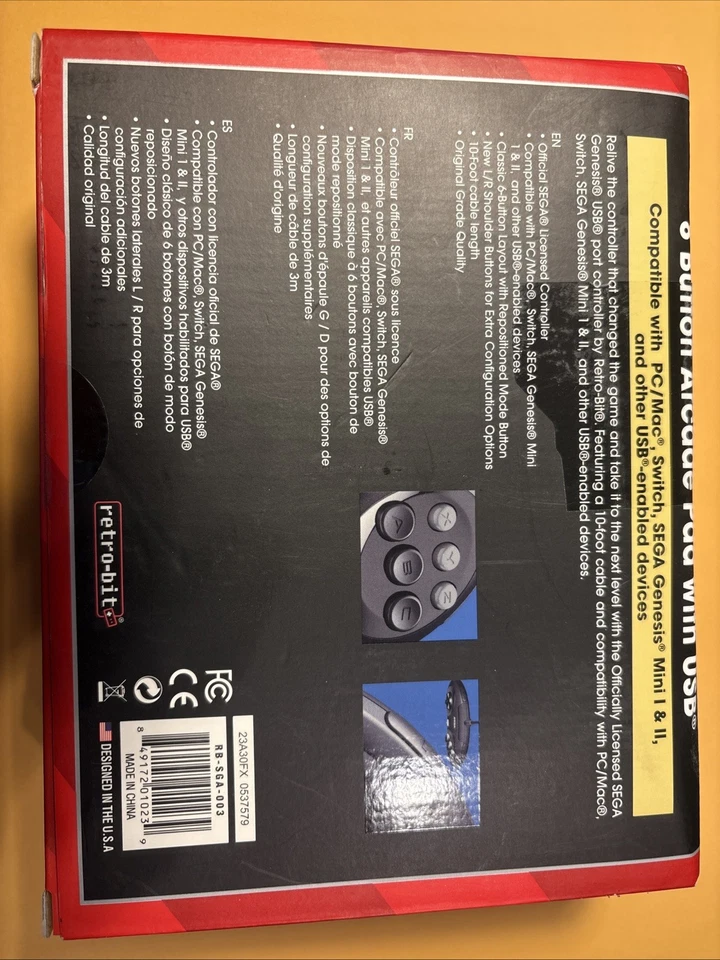 8 Button Arcade Pad with USB®
Compatible with PC/Mac®, Switch, SEGA Genesis® Mini I & II,
and other USB®-enabled devices
Relive the controller that changed the game and take it to the next level with the Officially Licensed SEGA
Genesis® USB® port controller by Retro-Bit®. Featuring a 10-foot cable and compatibility with PC/Mac®,
Switch, SEGA Genesis® Mini I & II, and other USB®-enabled devices.
EN
• Official SEGA® Licensed Controller
• Compatible with PC/Mac®, Switch, SEGA Genesis® Mini
I & II, and other USB®-enabled devices
• Classic 6-Button Layout with Repositioned Mode Button
• New L/R Shoulder Buttons for Extra Configuration Options
• 10-Foot cable length
• Original Grade Quality
FR
• Contrôleur officiel SEGA® sous licence
• Compatible avec PC/Mac®, Switch, SEGA Genesis®
Mini I & II, et autres appareils compatibles USB®
• Disposition classique à 6 boutons avec bouton de
mode repositionné
• Nouveaux boutons d'épaule G / D pour des options de
configuration supplémentaires
• Longueur de câble de 3m
• Qualité d'origine
ES
• Controlador con licencia oficial de SEGA®
• Compatible con PC/Mac®, Switch, SEGA Genesis®
Mini I & II, y otros dispositivos habilitados para USB®
• Diseño clásico de 6 botones con botón de modo
reposicionado
• Nuevos botones laterales L / R para opciones de
configuración adicionales
• Longitud del cable de 3m
• Calidad original
X Y Z
A B C
retro-bit®
FC CE
23A30FX 0537579
RB-SGA-003
8 49172 01023 9
MADE IN CHINA
DESIGNED IN THE U.S.A